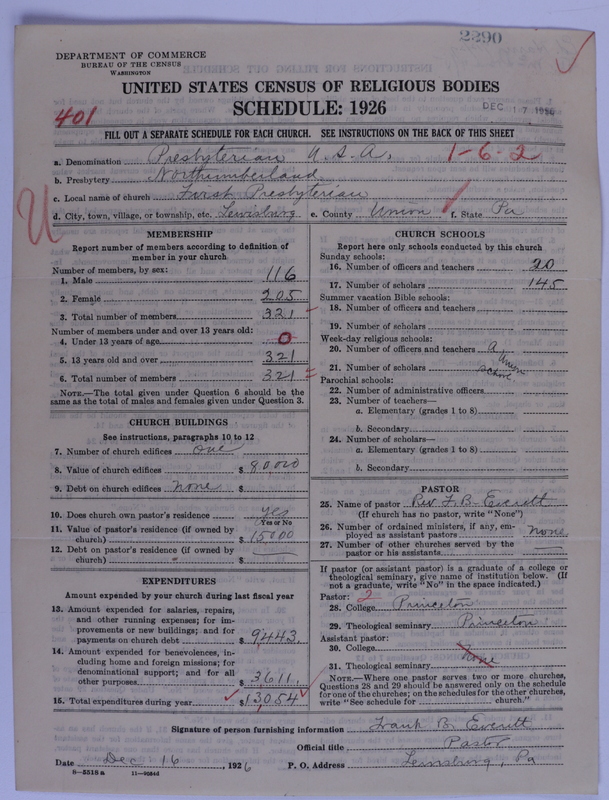 2290
DEPARTMENT OF COMMERCE
BUREAU OF THE CENSUS
WASHINGTON
UNITED STATES CENSUS OF RELIGIOUS BODIES
SCHEDULE: 1926
DEC 17 1926
401
FILL OUT A SEPARATE SCHEDULE FOR EACH CHURCH. SEE INSTRUCTIONS ON THE BACK OF THIS SHEET
a. Denomination Presbyterian U.S.A. 1-6-2
b. Presbytery Northumberland
c. Local name of church First Presbyterian
d. City, town, village, or township, etc. Lewisburg e. County Union f. State Pa
U
MEMBERSHIP
Report number of members according to definition of
member in your church
Number of members, by sex:
1. Male 116
2. Female 205
3. Total number of members 321
Number of members under and over 13 years old:
4. Under 13 years of age 0
5. 13 years old and over 321
6. Total number of members 321
NOTE.—The total given under Question 6 should be the
same as the total of males and females given under Question 3.
CHURCH BUILDINGS
See instructions, paragraphs 10 to 12
7. Number of church edifices one
8. Value of church edifices $ 80,000
9. Debt on church edifices none $
10. Does church own pastor's residence yes
Yes or No
11. Value of pastor's residence (if owned by
church) $ 15000
12. Debt on pastor's residence (if owned by
church) $
EXPENDITURES
Amount expended by your church during last fiscal year
13. Amount expended for salaries, repairs,
and other running expenses; for im-
provements or new buildings; and for
payments on church debt $ 9443.
14. Amount expended for benevolences, in-
cluding home and foreign missions; for
denominational support; and for all
other purposes $ 3611.
15. Total expenditures during year $ 13054
CHURCH SCHOOLS
Report here only schools conducted by this church
Sunday schools:
16. Number of officers and teachers 20
17. Number of scholars 145
Summer vacation Bible schools:
18. Number of officers and teachers
19. Number of scholars
Week-day religious schools:
20. Number of officers and teachers a Union
21. Number of scholars school
Parochial schools:
22. Number of administrative officers
23. Number of teachers—
a. Elementary (grades 1 to 8)
b. Secondary
24. Number of scholars—
a. Elementary (grades 1 to 8)
b. Secondary
PASTOR
25. Name of pastor Rev. F. B. Everitt
(If church has no pastor, write "None")
26. Number of ordained ministers, if any, em-
ployed as assistant pastors none
27. Number of other churches served by the
pastor or his assistants
If pastor (or assistant pastor) is a graduate of a college or
theological seminary, give name of institution below. (If
not a graduate, write "No" in the space indicated.)
Pastor: 2
28. College Princeton
29. Theological seminary Princeton
Assistant pastor:
30. College
31. Theological seminary none
NOTE.—Where one pastor serves two or more churches,
Questions 28 and 29 should be answered only on the schedule
for one of the churches; on the schedules for the other churches,
write "See schedule for church."
Signature of person furnishing information Frank B. Everitt
Official title Pastor
Date Dec 16, 1926 P. O. Address Lewisburg, Pa
8-5518 a 11-9264d